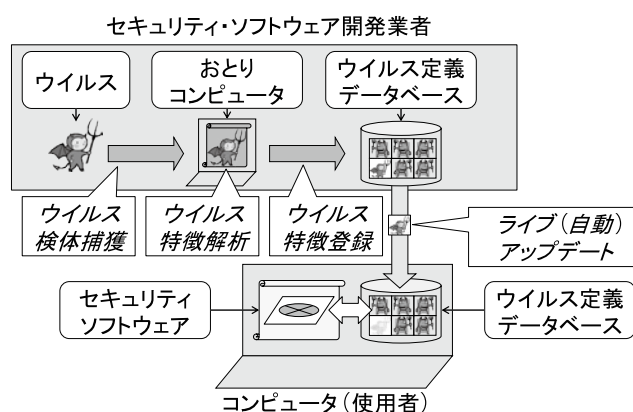 セキュリティ・ソフトウェア開発業者
ウイルス
おとり
コンピュータ
ウイルス定義
データベース
ウイルス
検体捕獲
ウイルス
特徴解析
ウイルス
特徴登録
ライブ(自動)
アップデート
セキュリティ
ソフトウェア
ウイルス定義
データベース
コンピュータ(使用者)